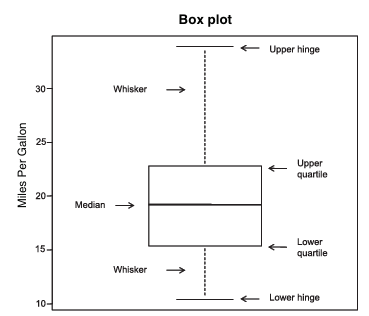 Box plot
Upper hinge
Whisker
30
25
Upper
quartile
Miles Per Gallon
20
Median
15
Lower
quartile
Whisker
10
Lower hinge